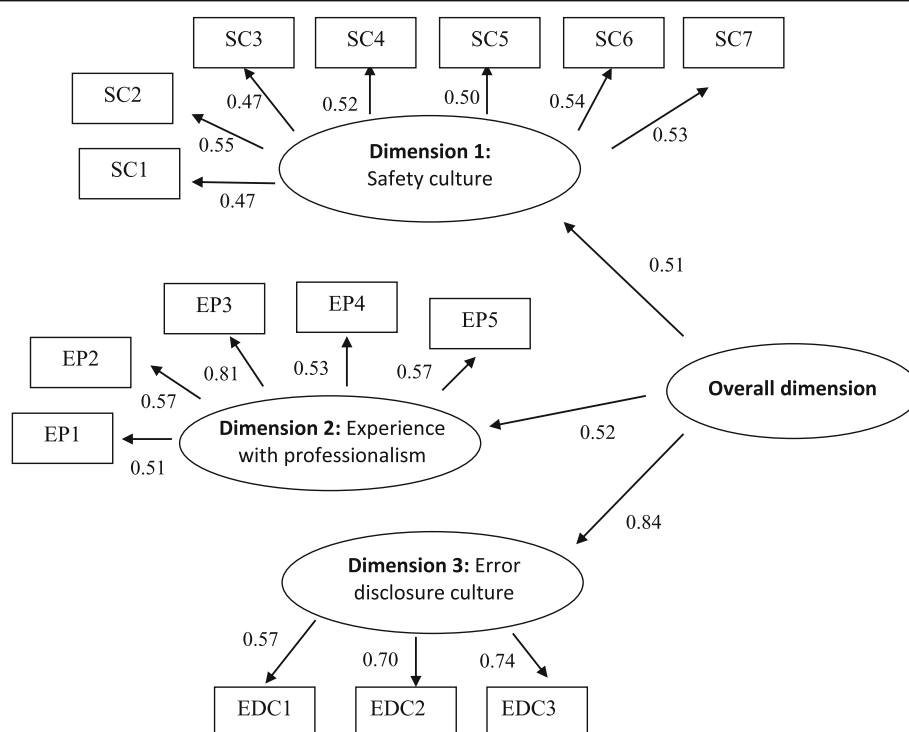 SC3
SC4
SC5
SC6
SC7
SC2
0.47
0.52
0.50
0.54
0.53
0.55
SC1
0.47
Dimension 1:
Safety culture
0.51
EP3
EP4
EP5
EP2
0.81
0.53
0.57
0.57
EP1
0.51
Dimension 2: Experience
with professionalism
Overall dimension
0.52
0.84
Dimension 3: Error
disclosure culture
0.57
0.70
0.74
EDC1
EDC2
EDC3